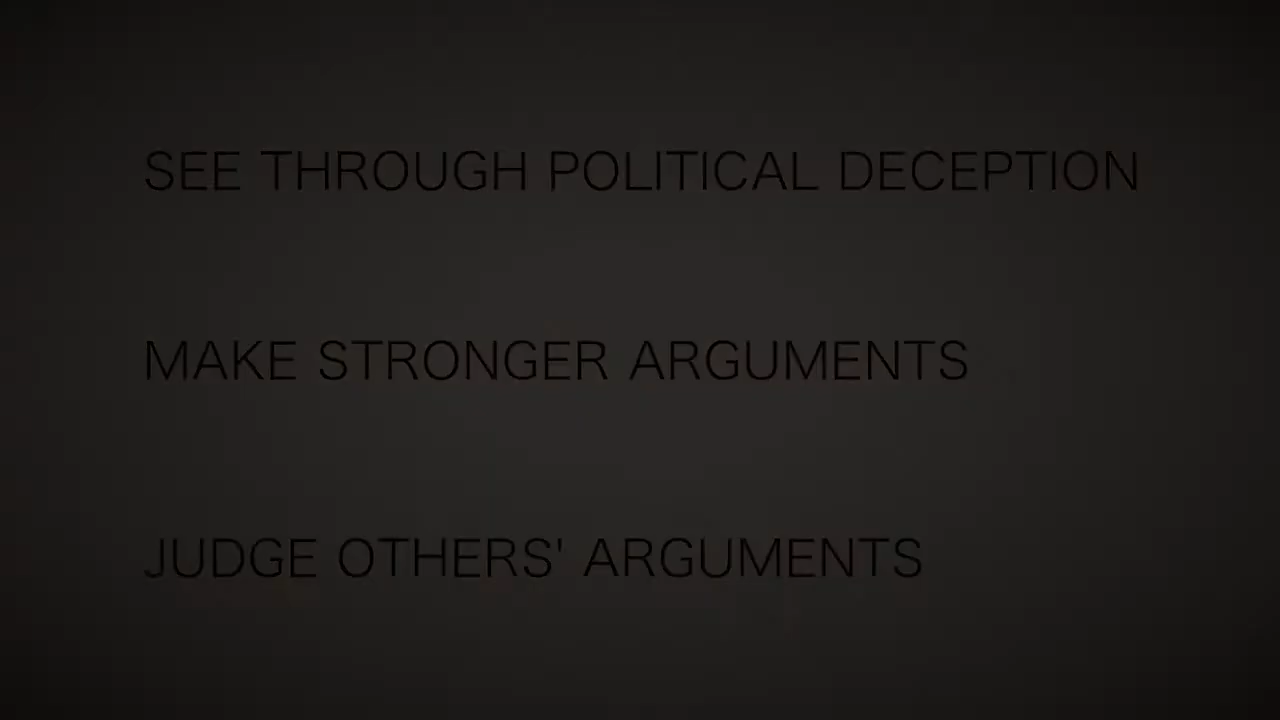 SEE THROUGH POLITICAL DECEPTION
MAKE STRONGER ARGUMENTS
JUDGE OTHERS' ARGUMENTS